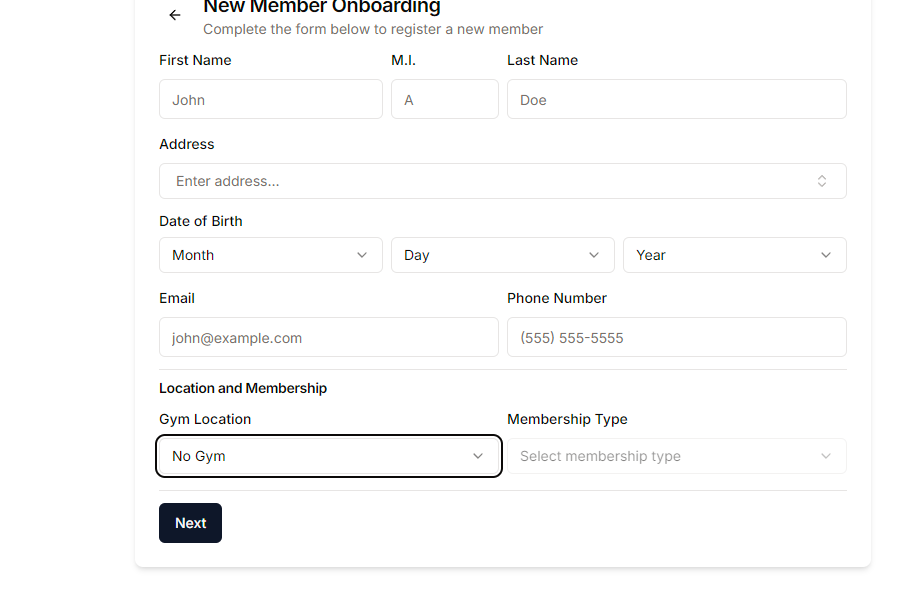 New Member Onboarding
Complete the form below to register a new member
First Name M.I. Last Name
John A Doe
Address
Enter address...
Date of Birth
Month Day Year
Email Phone Number
john@example.com (555) 555-5555
Location and Membership
Gym Location Membership Type
No Gym Select membership type
Next